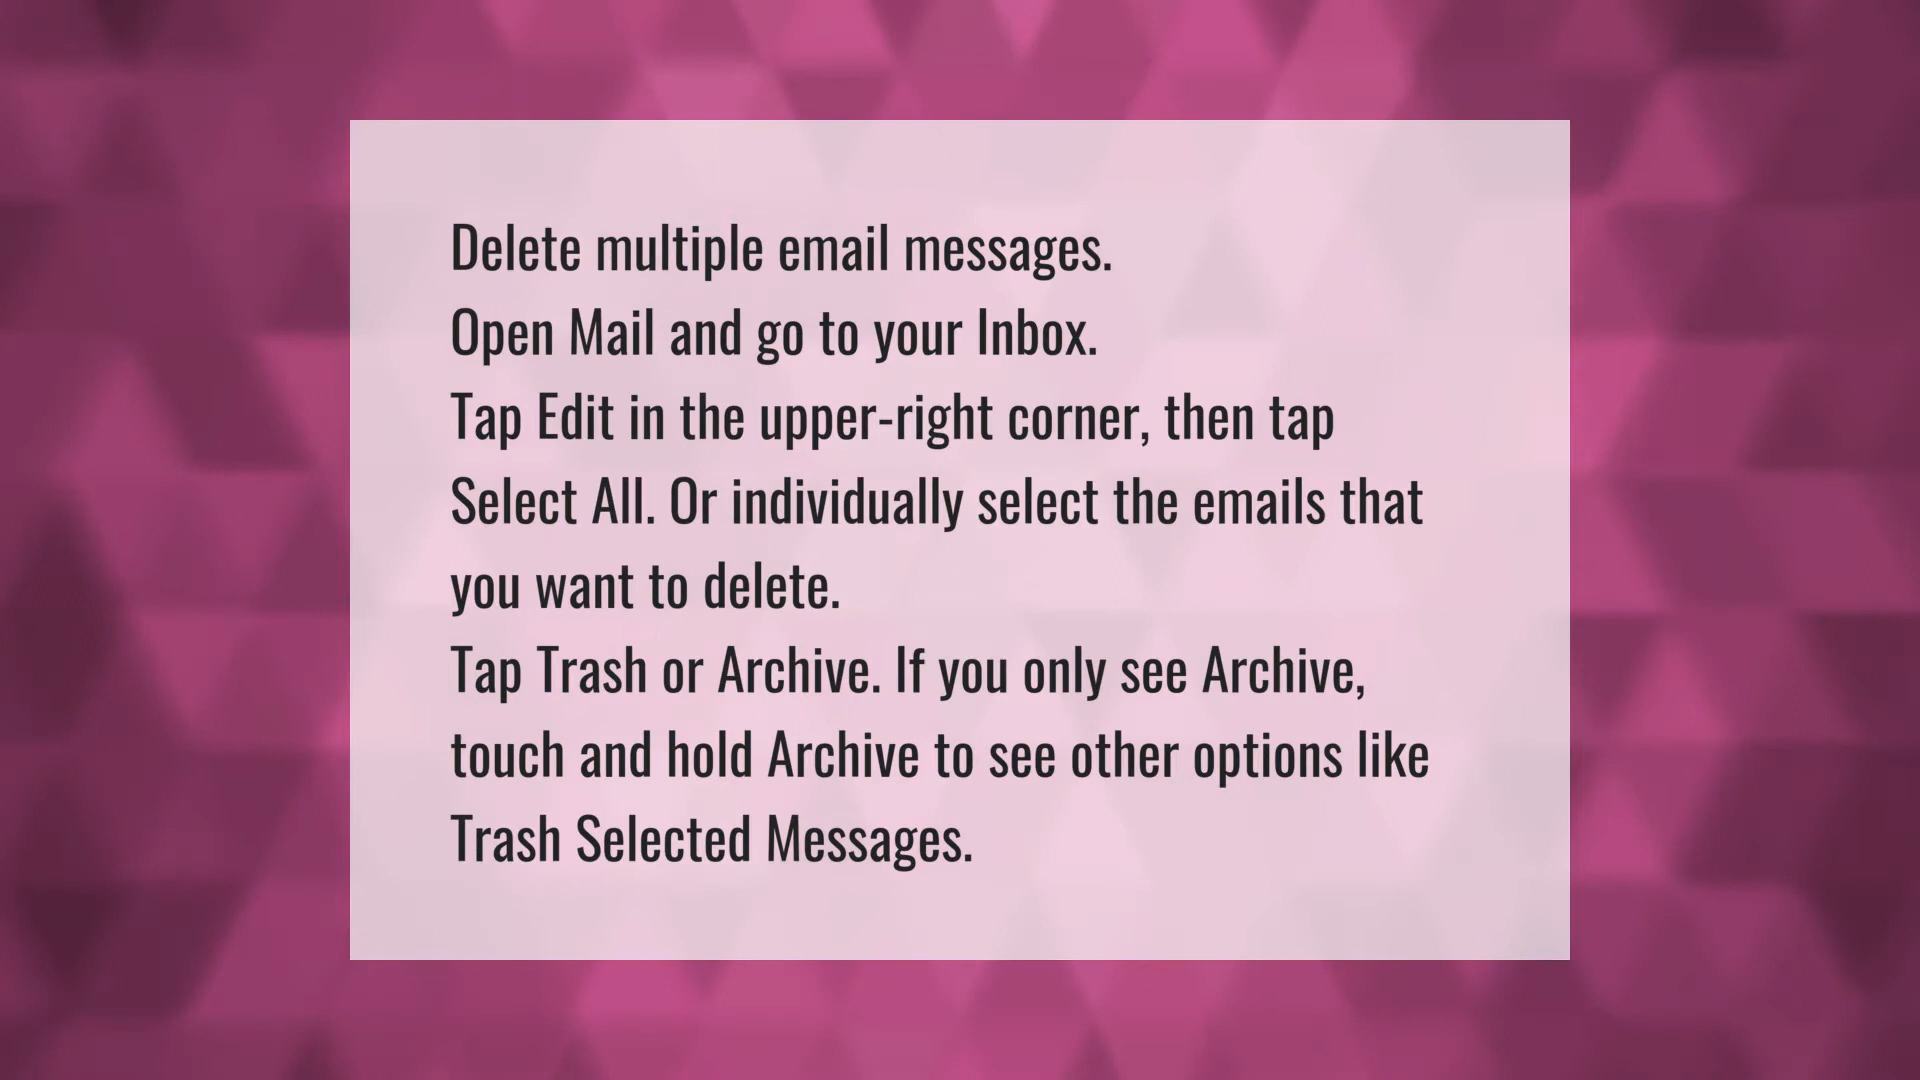 Delete multiple email messages.
Open Mail and go to your Inbox.
Tap Edit in the upper-right corner, then tap
Select All. Or individually select the emails that
you want to delete.
Tap Trash or Archive. If you only see Archive,
touch and hold Archive to see other options like
Trash Selected Messages.